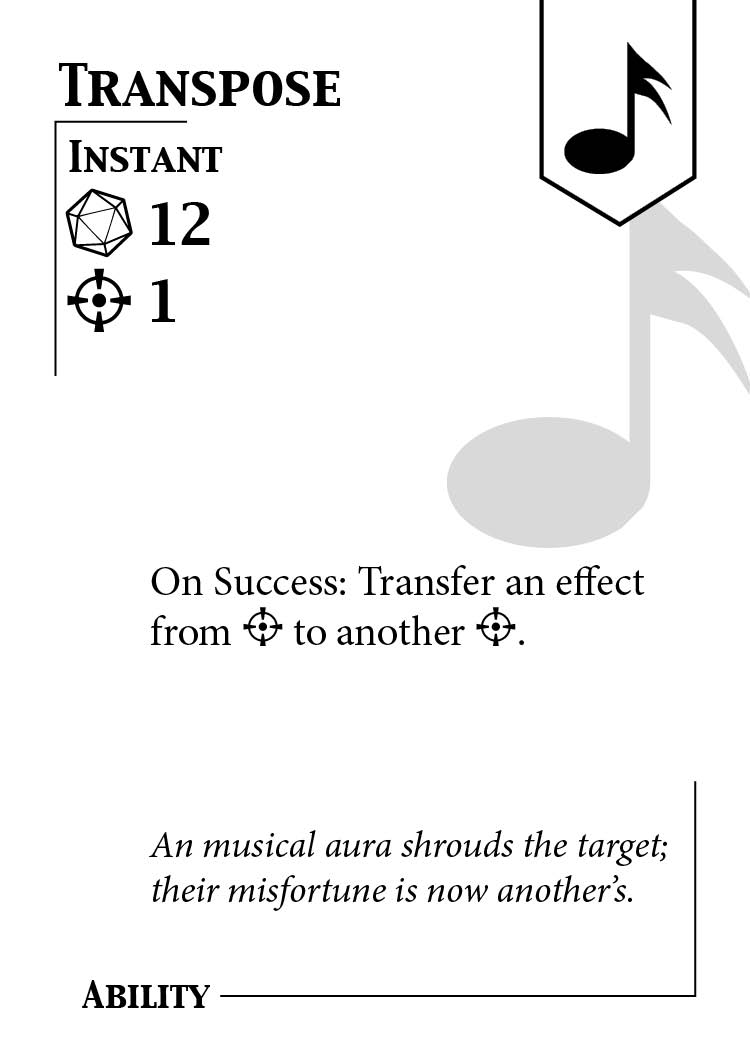 Transpose
Instant
12
1
On Success: Transfer an effect
from to another .
An musical aura shrouds the target;
their misfortune is now another’s.
Ability